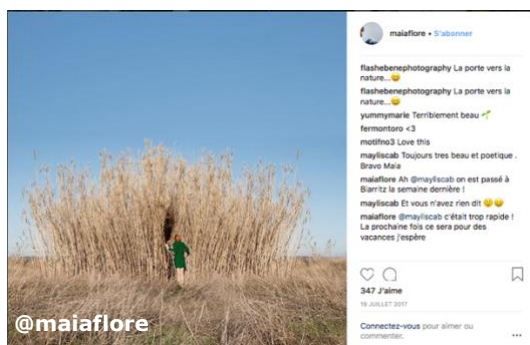 maiaflore • S'abonner
flashebenephotography La porte vers la
nature...😄
flashebenephotography La porte vers la
nature...😄
yummymarie Terriblement beau 🌱
fermontoro <3
motifno3 Love this
mayliscab Toujours tres beau et poetique .
Bravo Maia
maiaflore Ah @mayliscab on est passé à
Biarritz la semaine dernière !
mayliscab Et vous n'avez rien dit 😉😄
maiaflore @mayliscab c'était trop rapide !
La prochaine fois ce sera pour des
vacances j'espère
347 J'aime
19 JUILLET 2017
Connectez-vous pour aimer ou
commenter.
@maiaflore